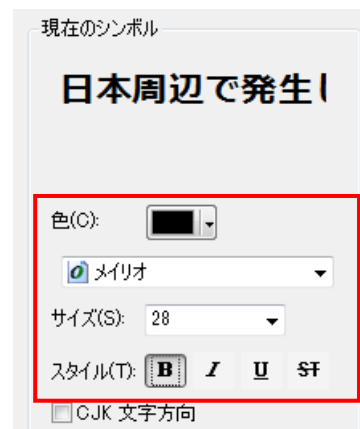 現在のシンボル
日本周辺で発生し
色(C):
メイリオ
サイズ(S): 28
スタイル(T): B I U ST
CJK 文字方向